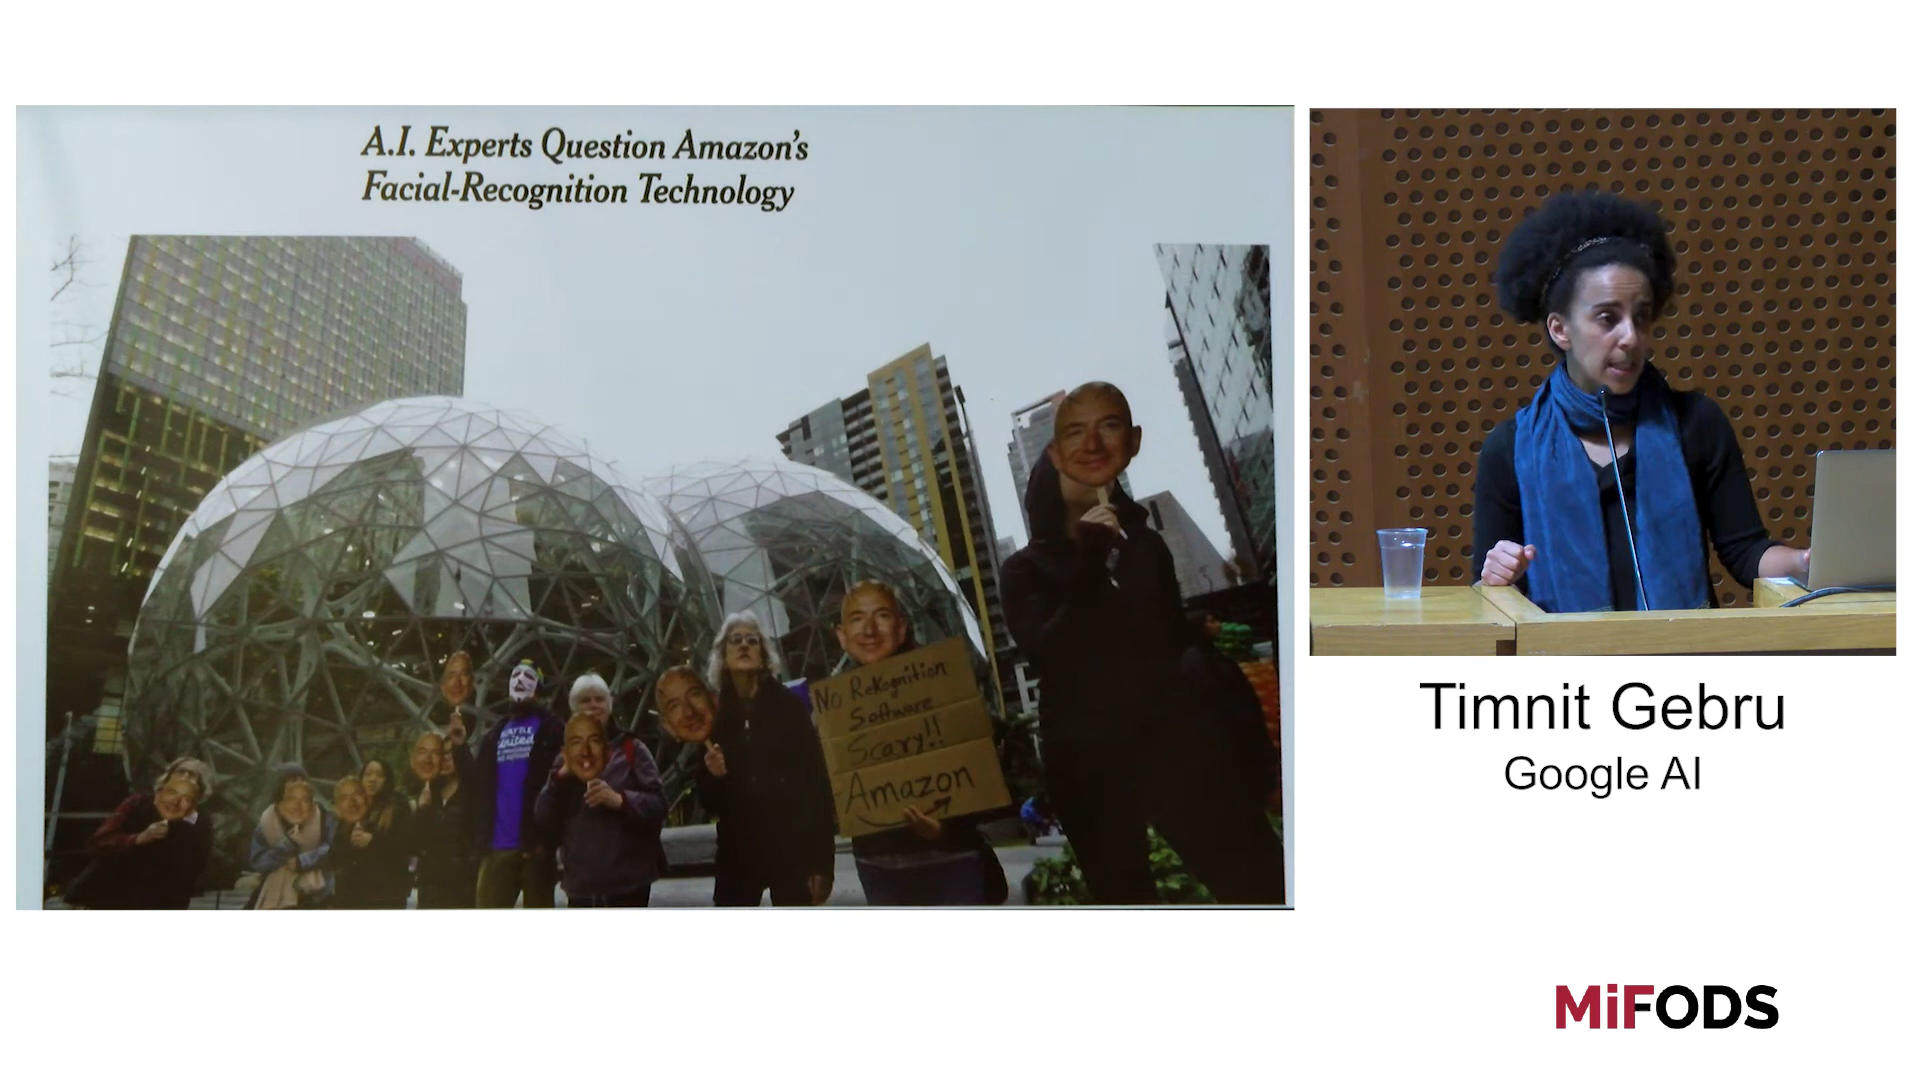 A.I. Experts Question Amazon's
Facial-Recognition Technology
No Rekognition
Software
Scary!!
Amazon
Timnit Gebru
Google AI
MiFODS